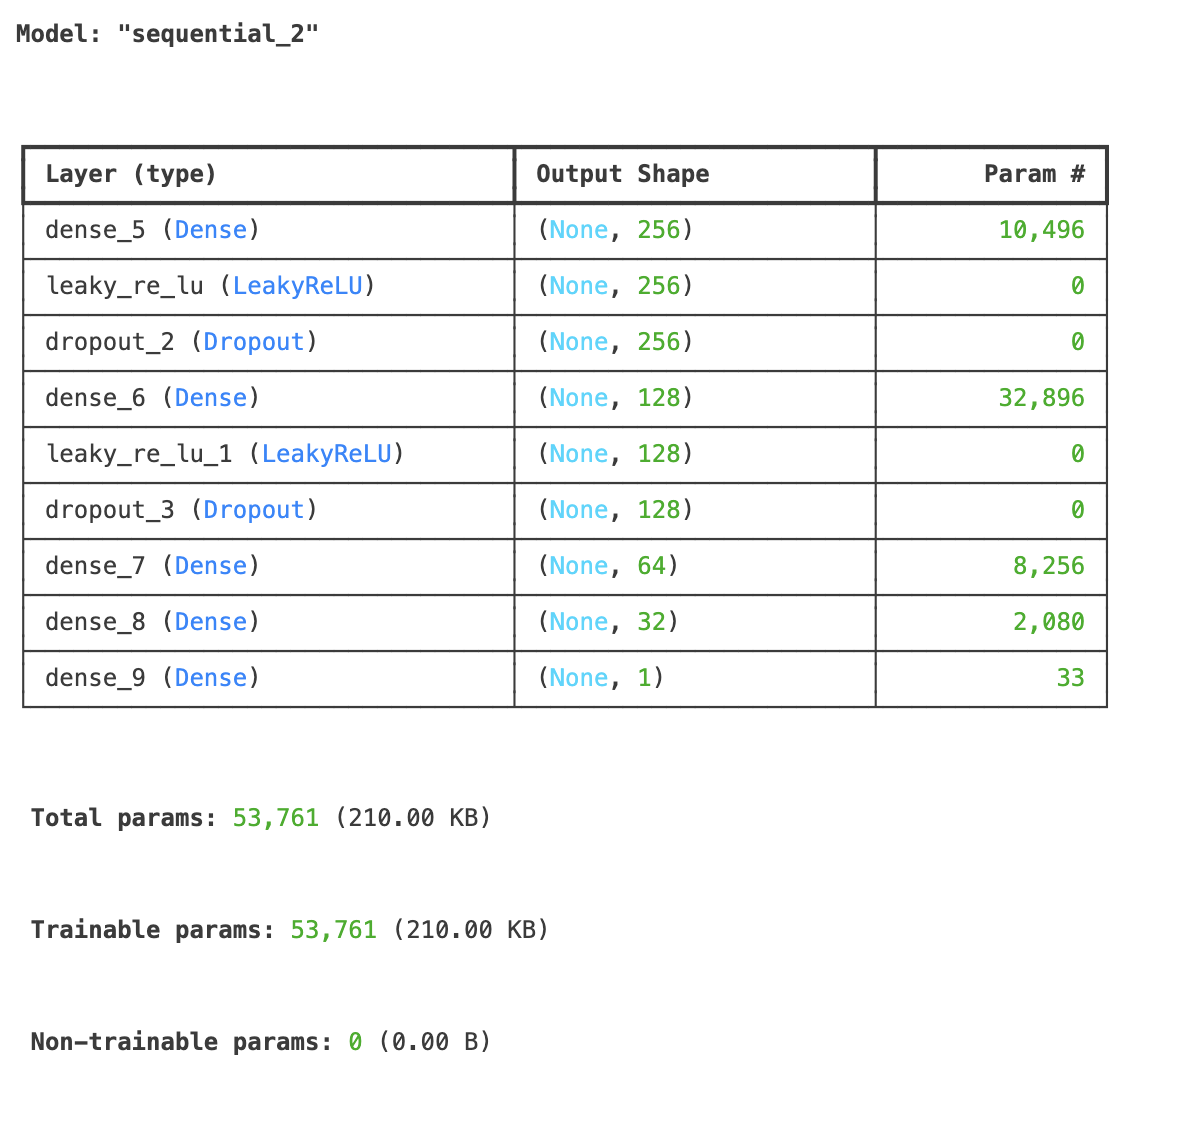 Model: "sequential_2"
Layer (type) Output Shape Param #
dense_5 (Dense) (None, 256) 10,496
leaky_re_lu (LeakyReLU) (None, 256) 0
dropout_2 (Dropout) (None, 256) 0
dense_6 (Dense) (None, 128) 32,896
leaky_re_lu_1 (LeakyReLU) (None, 128) 0
dropout_3 (Dropout) (None, 128) 0
dense_7 (Dense) (None, 64) 8,256
dense_8 (Dense) (None, 32) 2,080
dense_9 (Dense) (None, 1) 33
Total params: 53,761 (210.00 KB)
Trainable params: 53,761 (210.00 KB)
Non-trainable params: 0 (0.00 B)